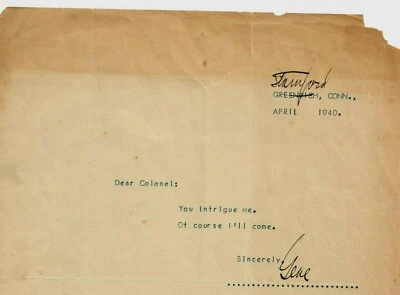 Stamford
GREENWICH, CONN.,
APRIL 1940.
Dear Colonel:
You intrigue me.
Of course I'll come.
Sincerely
Gene